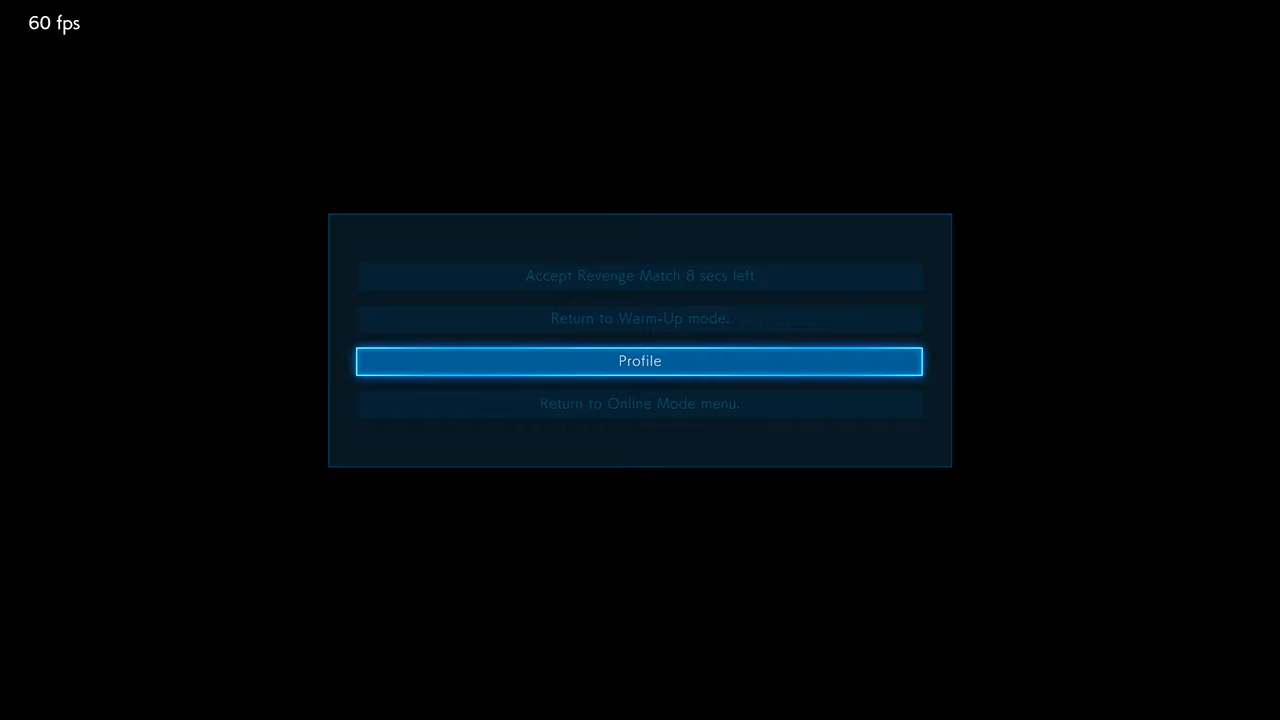 60 fps
Accept Revenge Match 8 secs left
Return to Warm-Up mode.
Profile
Return to Online Mode menu.